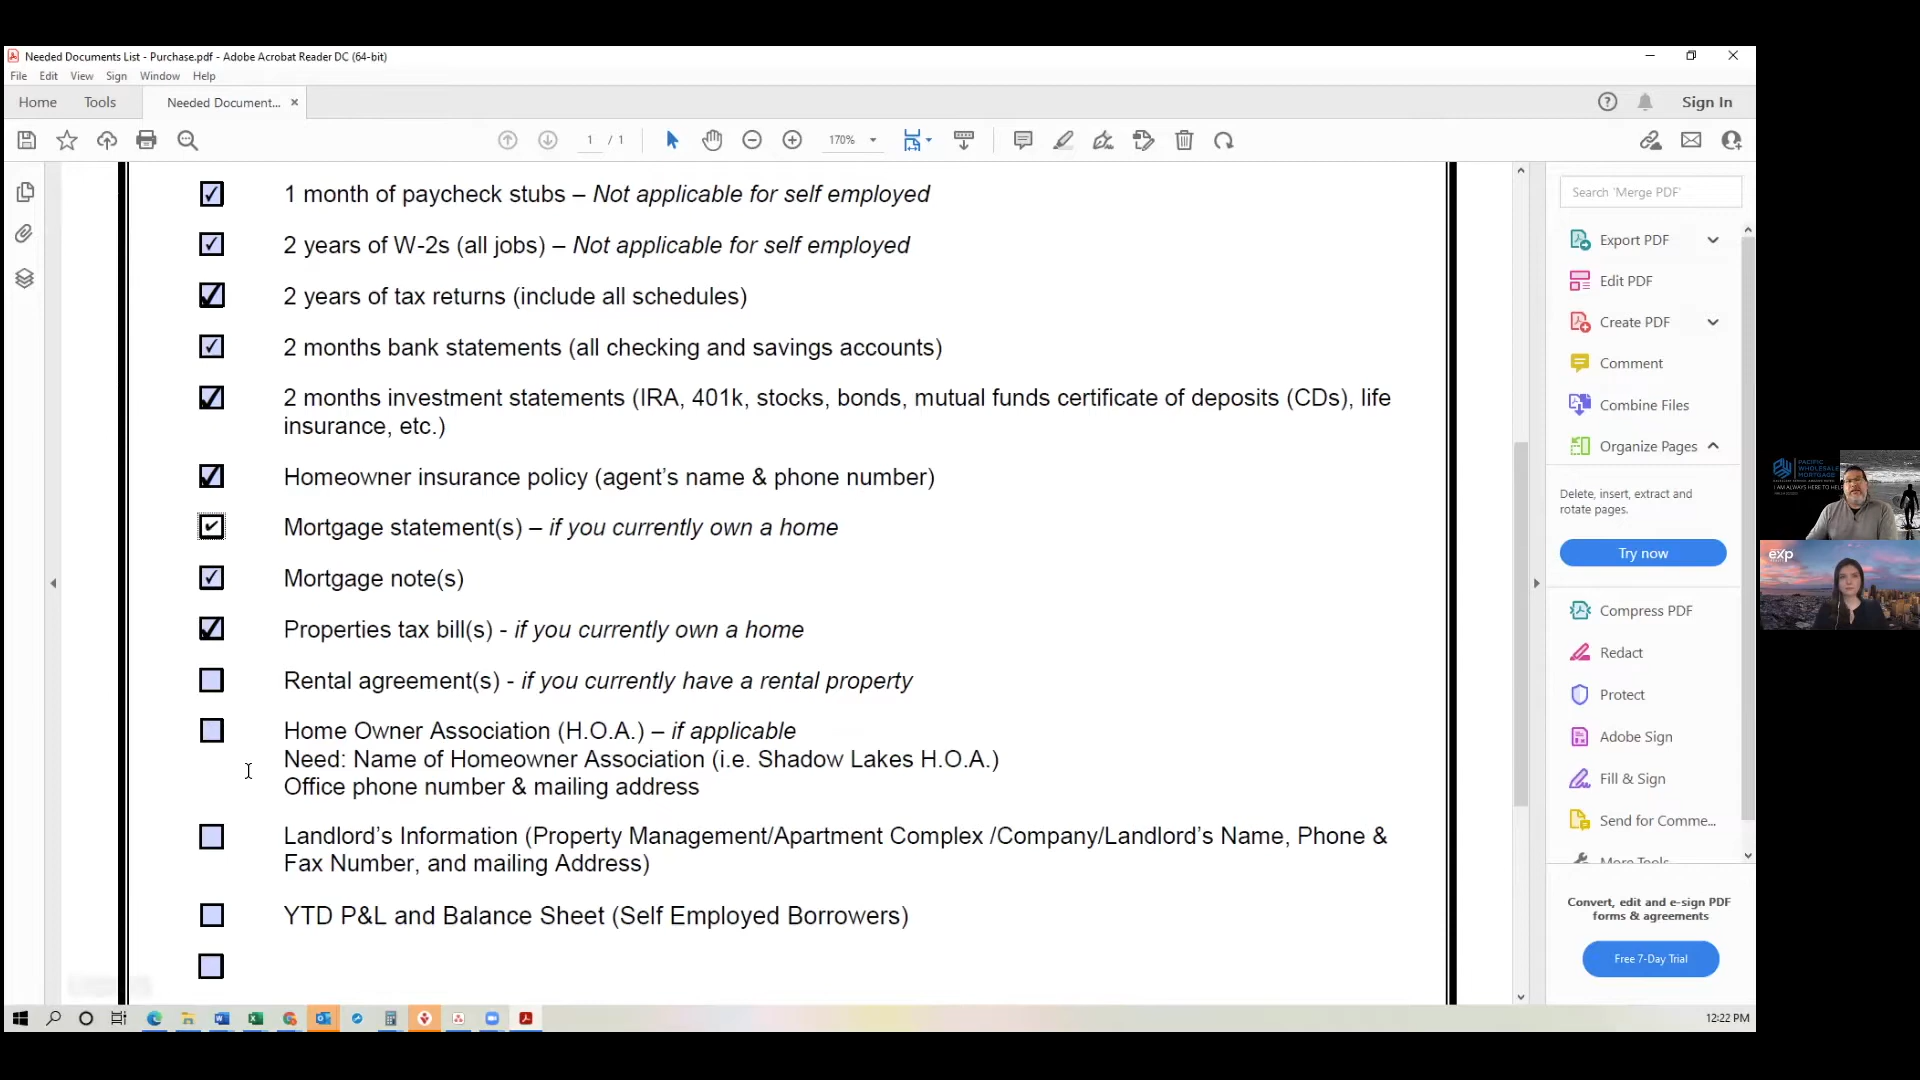 Needed Documents List - Purchase.pdf - Adobe Acrobat Reader DC (64-bit)
File Edit View Sign Window Help
Home Tools Needed Document... Sign In
1 / 1 170%
1 month of paycheck stubs – Not applicable for self employed
2 years of W-2s (all jobs) – Not applicable for self employed
2 years of tax returns (include all schedules)
2 months bank statements (all checking and savings accounts)
2 months investment statements (IRA, 401k, stocks, bonds, mutual funds certificate of deposits (CDs), life
insurance, etc.)
Homeowner insurance policy (agent’s name & phone number)
Mortgage statement(s) – if you currently own a home
Mortgage note(s)
Properties tax bill(s) - if you currently own a home
Rental agreement(s) - if you currently have a rental property
Home Owner Association (H.O.A.) – if applicable
Need: Name of Homeowner Association (i.e. Shadow Lakes H.O.A.)
Office phone number & mailing address
Landlord’s Information (Property Management/Apartment Complex /Company/Landlord’s Name, Phone &
Fax Number, and mailing Address)
YTD P&L and Balance Sheet (Self Employed Borrowers)
Search 'Merge PDF'
Export PDF
Edit PDF
Create PDF
Comment
Combine Files
Organize Pages
Delete, insert, extract and
rotate pages.
Try now
Compress PDF
Redact
Protect
Adobe Sign
Fill & Sign
Send for Comme...
More Tools
Convert, edit and e-sign PDF
forms & agreements
Free 7-Day Trial
PACIFIC
WHOLESALE
MORTGAGE
I AM ALWAYS HERE TO HELP
exp
12:22 PM